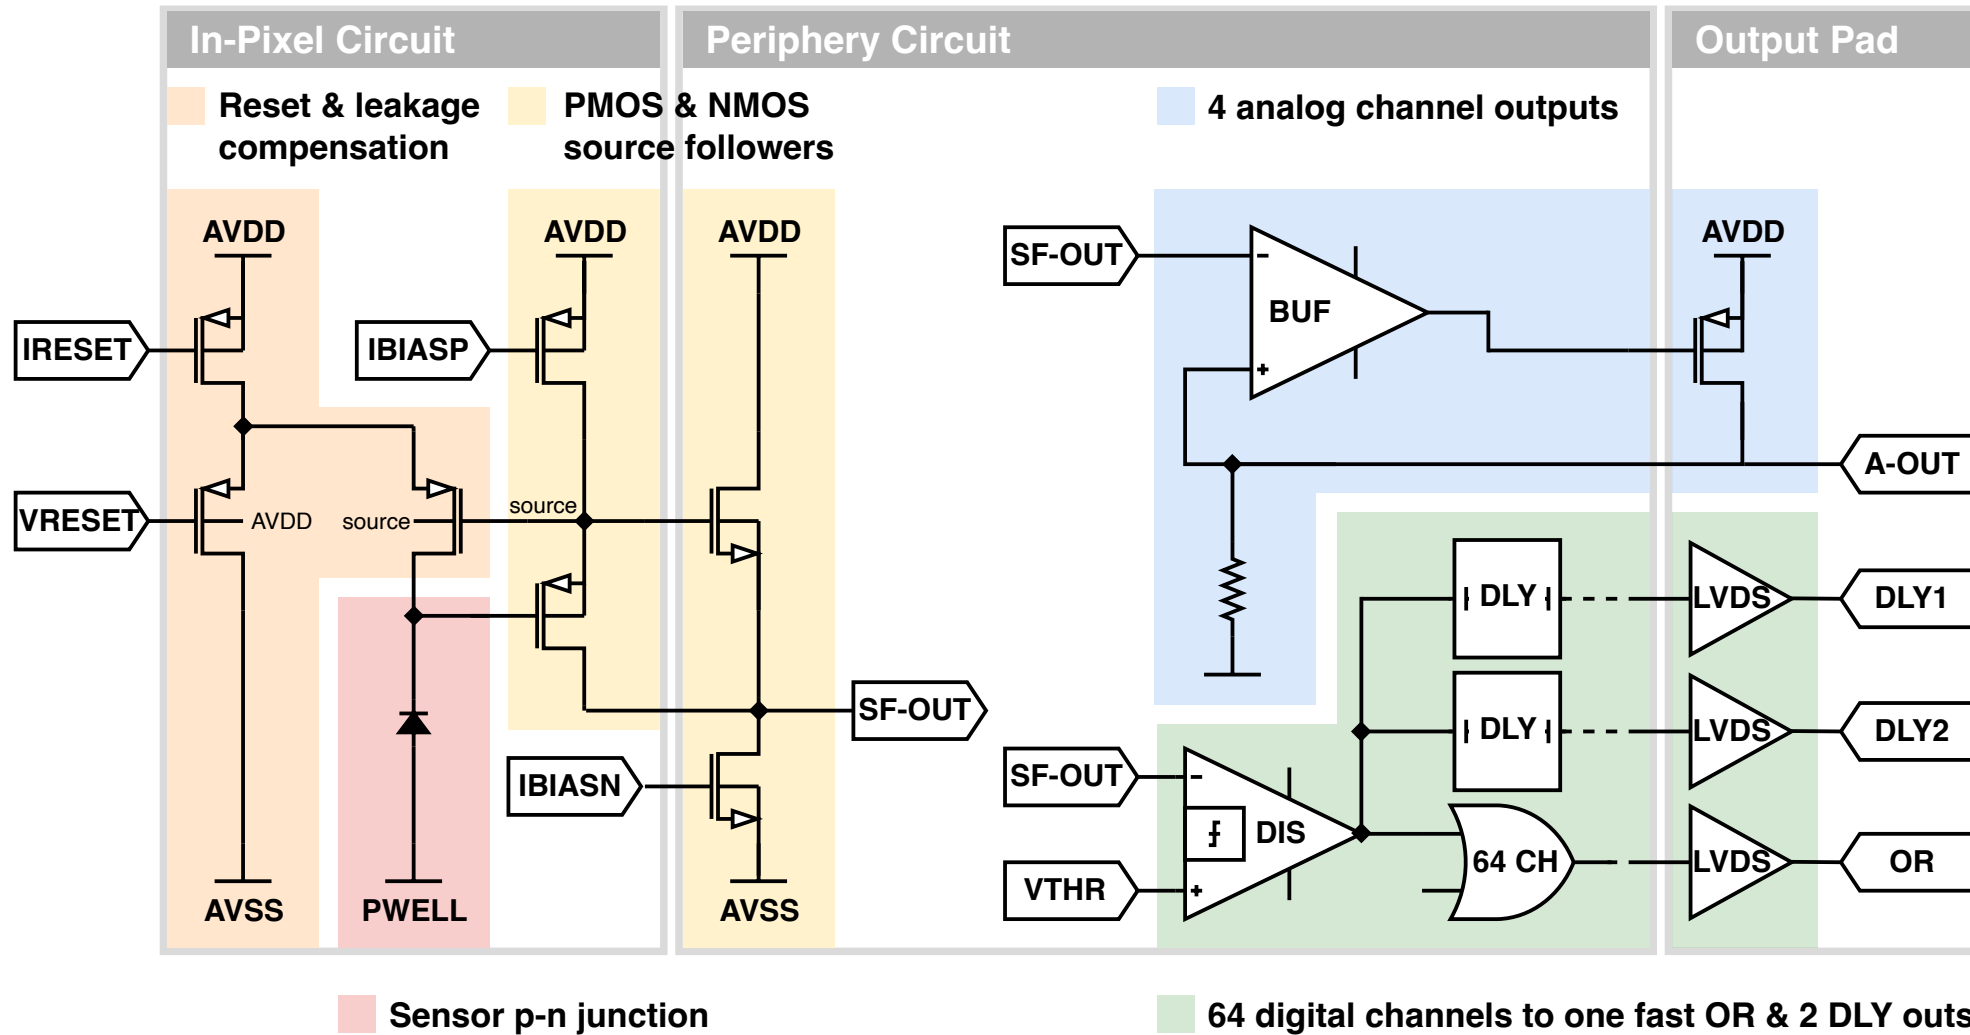 In-Pixel Circuit
Periphery Circuit
Output Pad
Reset & leakage
compensation
PMOS & NMOS
source followers
4 analog channel outputs
AVDD
AVDD
AVDD
SF-OUT
AVDD
BUF
IRESET
IBIASP
A-OUT
VRESET
AVDD
source
source
DLY
LVDS
DLY1
SF-OUT
DLY
LVDS
DLY2
IBIASN
SF-OUT
DIS
64 CH
LVDS
OR
VTHR
AVSS
PWELL
AVSS
Sensor p-n junction
64 digital channels to one fast OR & 2 DLY outs